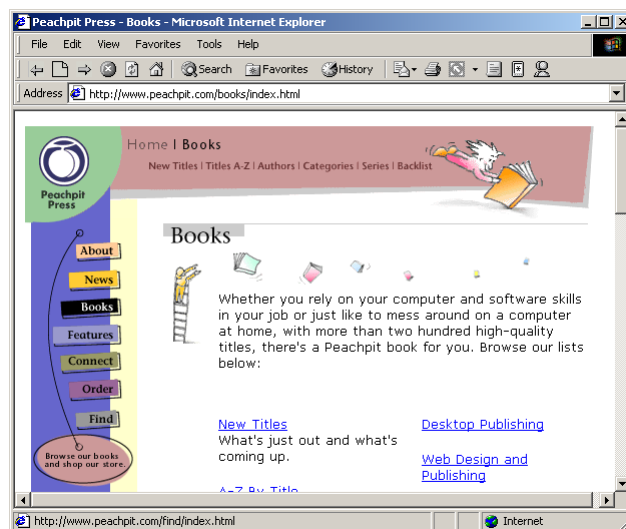 Peachpit Press - Books - Microsoft Internet Explorer
File Edit View Favorites Tools Help
Search Favorites History
Address http://www.peachpit.com/books/index.html
Peachpit
Press
Home | Books
New Titles | Titles A-Z | Authors | Categories | Series | Backlist
Books
About
News
Books
Features
Connect
Order
Find
Browse our books
and shop our store.
Whether you rely on your computer and software skills
in your job or just like to mess around on a computer
at home, with more than two hundred high-quality
titles, there's a Peachpit book for you. Browse our lists
below:
New Titles
What's just out and what's
coming up.
A-Z By Title
Desktop Publishing
Web Design and
Publishing
http://www.peachpit.com/find/index.html
Internet